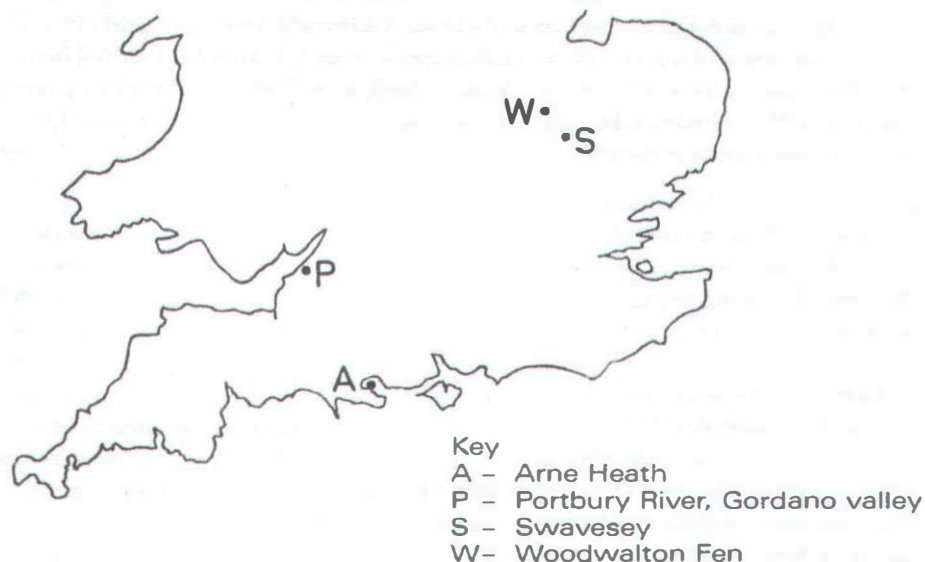 W
S
P
A
Key
A – Arne Heath
P – Portbury River, Gordano valley
S – Swavesey
W– Woodwalton Fen